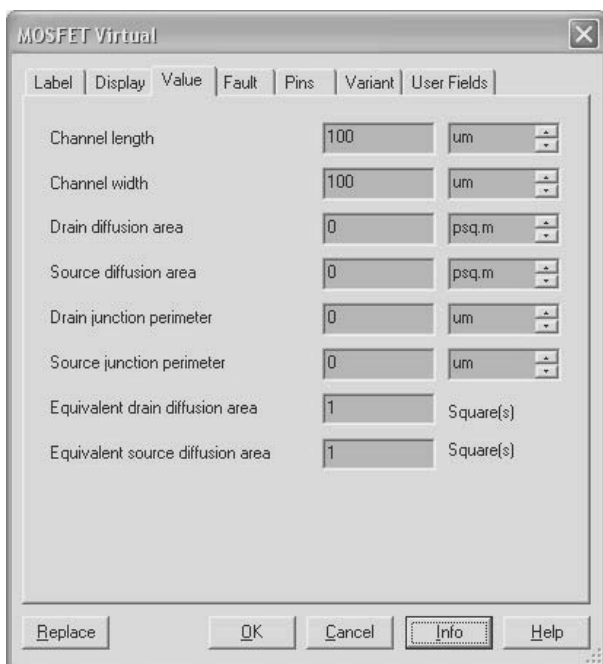 MOSFET Virtual
Label Display Value Fault Pins Variant User Fields
Channel length 100 um
Channel width 100 um
Drain diffusion area 0 psq.m
Source diffusion area 0 psq.m
Drain junction perimeter 0 um
Source junction perimeter 0 um
Equivalent drain diffusion area 1 Square(s)
Equivalent source diffusion area 1 Square(s)
Replace OK Cancel Info Help